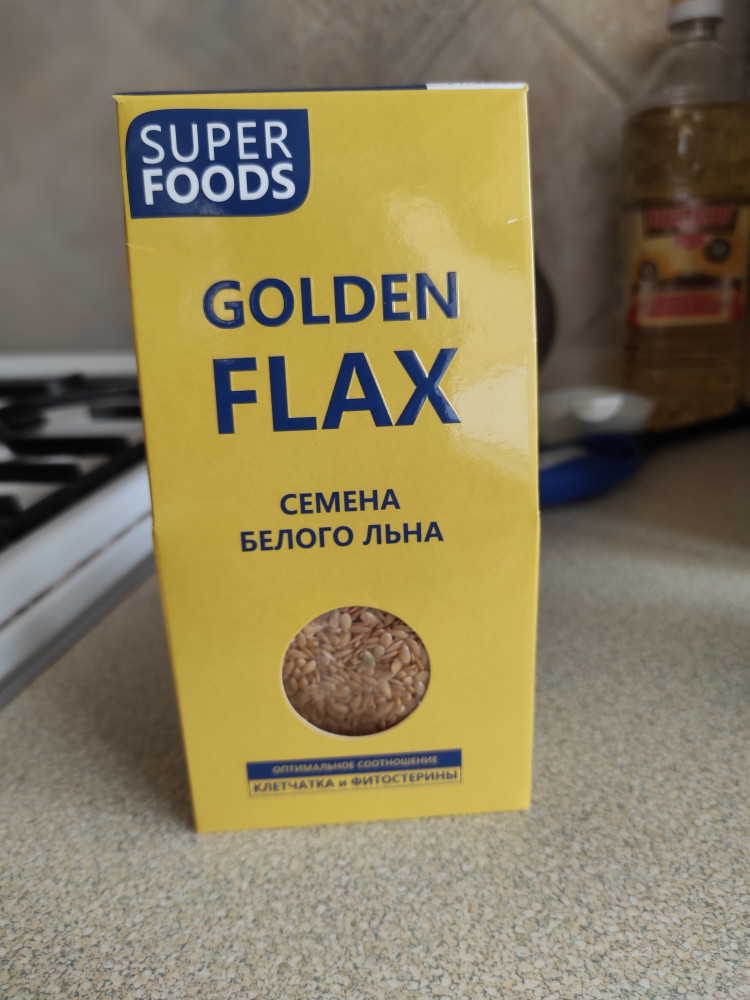 SUPER
FOODS
GOLDEN
FLAX
СЕМЕНА
БЕЛОГО ЛЬНА
ОПТИМАЛЬНОЕ СООТНОШЕНИЕ
КЛЕТЧАТКА и ФИТОСТЕРИНЫ